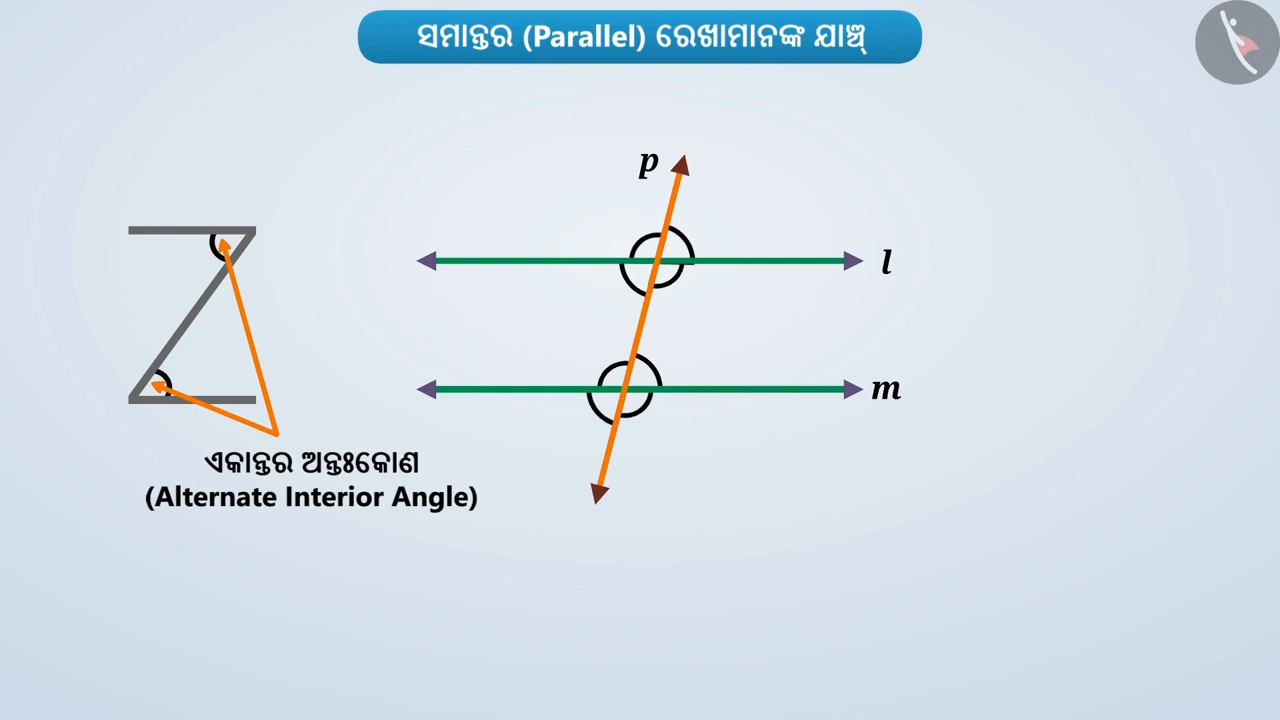 ସମାନ୍ତର (Parallel) ରେଖାମାନଙ୍କ ଯାଞ୍ଚ୍
p
l
m
ଏକାନ୍ତର ଅନ୍ତଃକୋଣ
(Alternate Interior Angle)